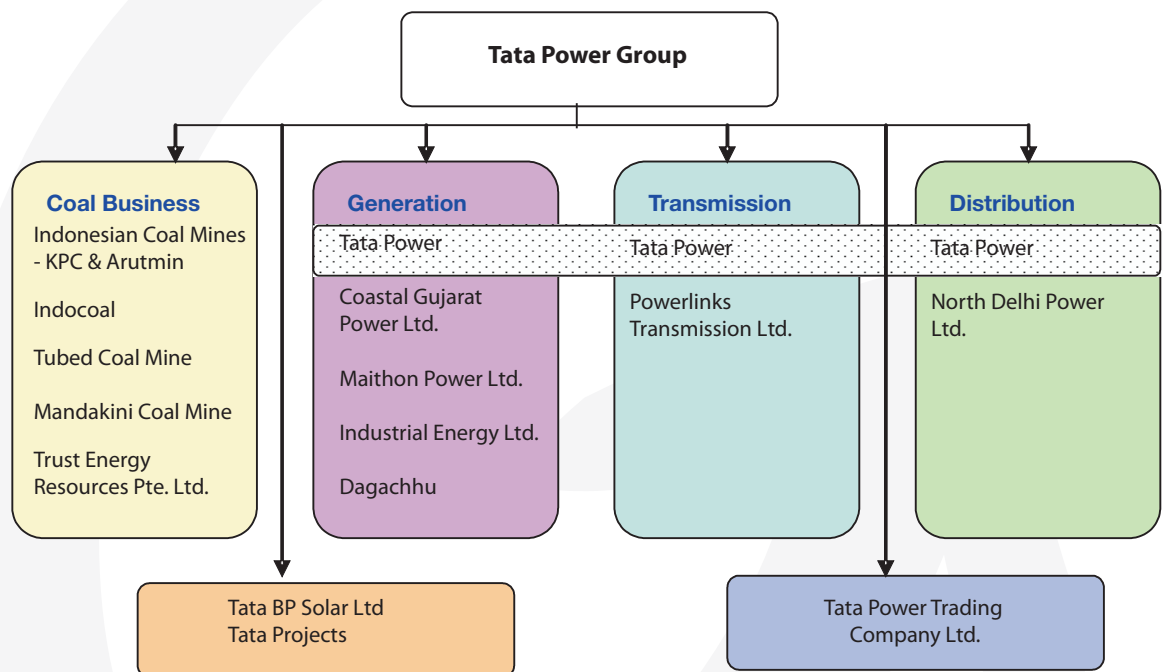 Tata Power Group
Coal Business
Indonesian Coal Mines
- KPC & Arutmin
Indocoal
Tubed Coal Mine
Mandakini Coal Mine
Trust Energy
Resources Pte. Ltd.
Generation
Tata Power
Coastal Gujarat
Power Ltd.
Maithon Power Ltd.
Industrial Energy Ltd.
Dagachhu
Transmission
Tata Power
Powerlinks
Transmission Ltd.
Distribution
Tata Power
North Delhi Power
Ltd.
Tata BP Solar Ltd
Tata Projects
Tata Power Trading
Company Ltd.